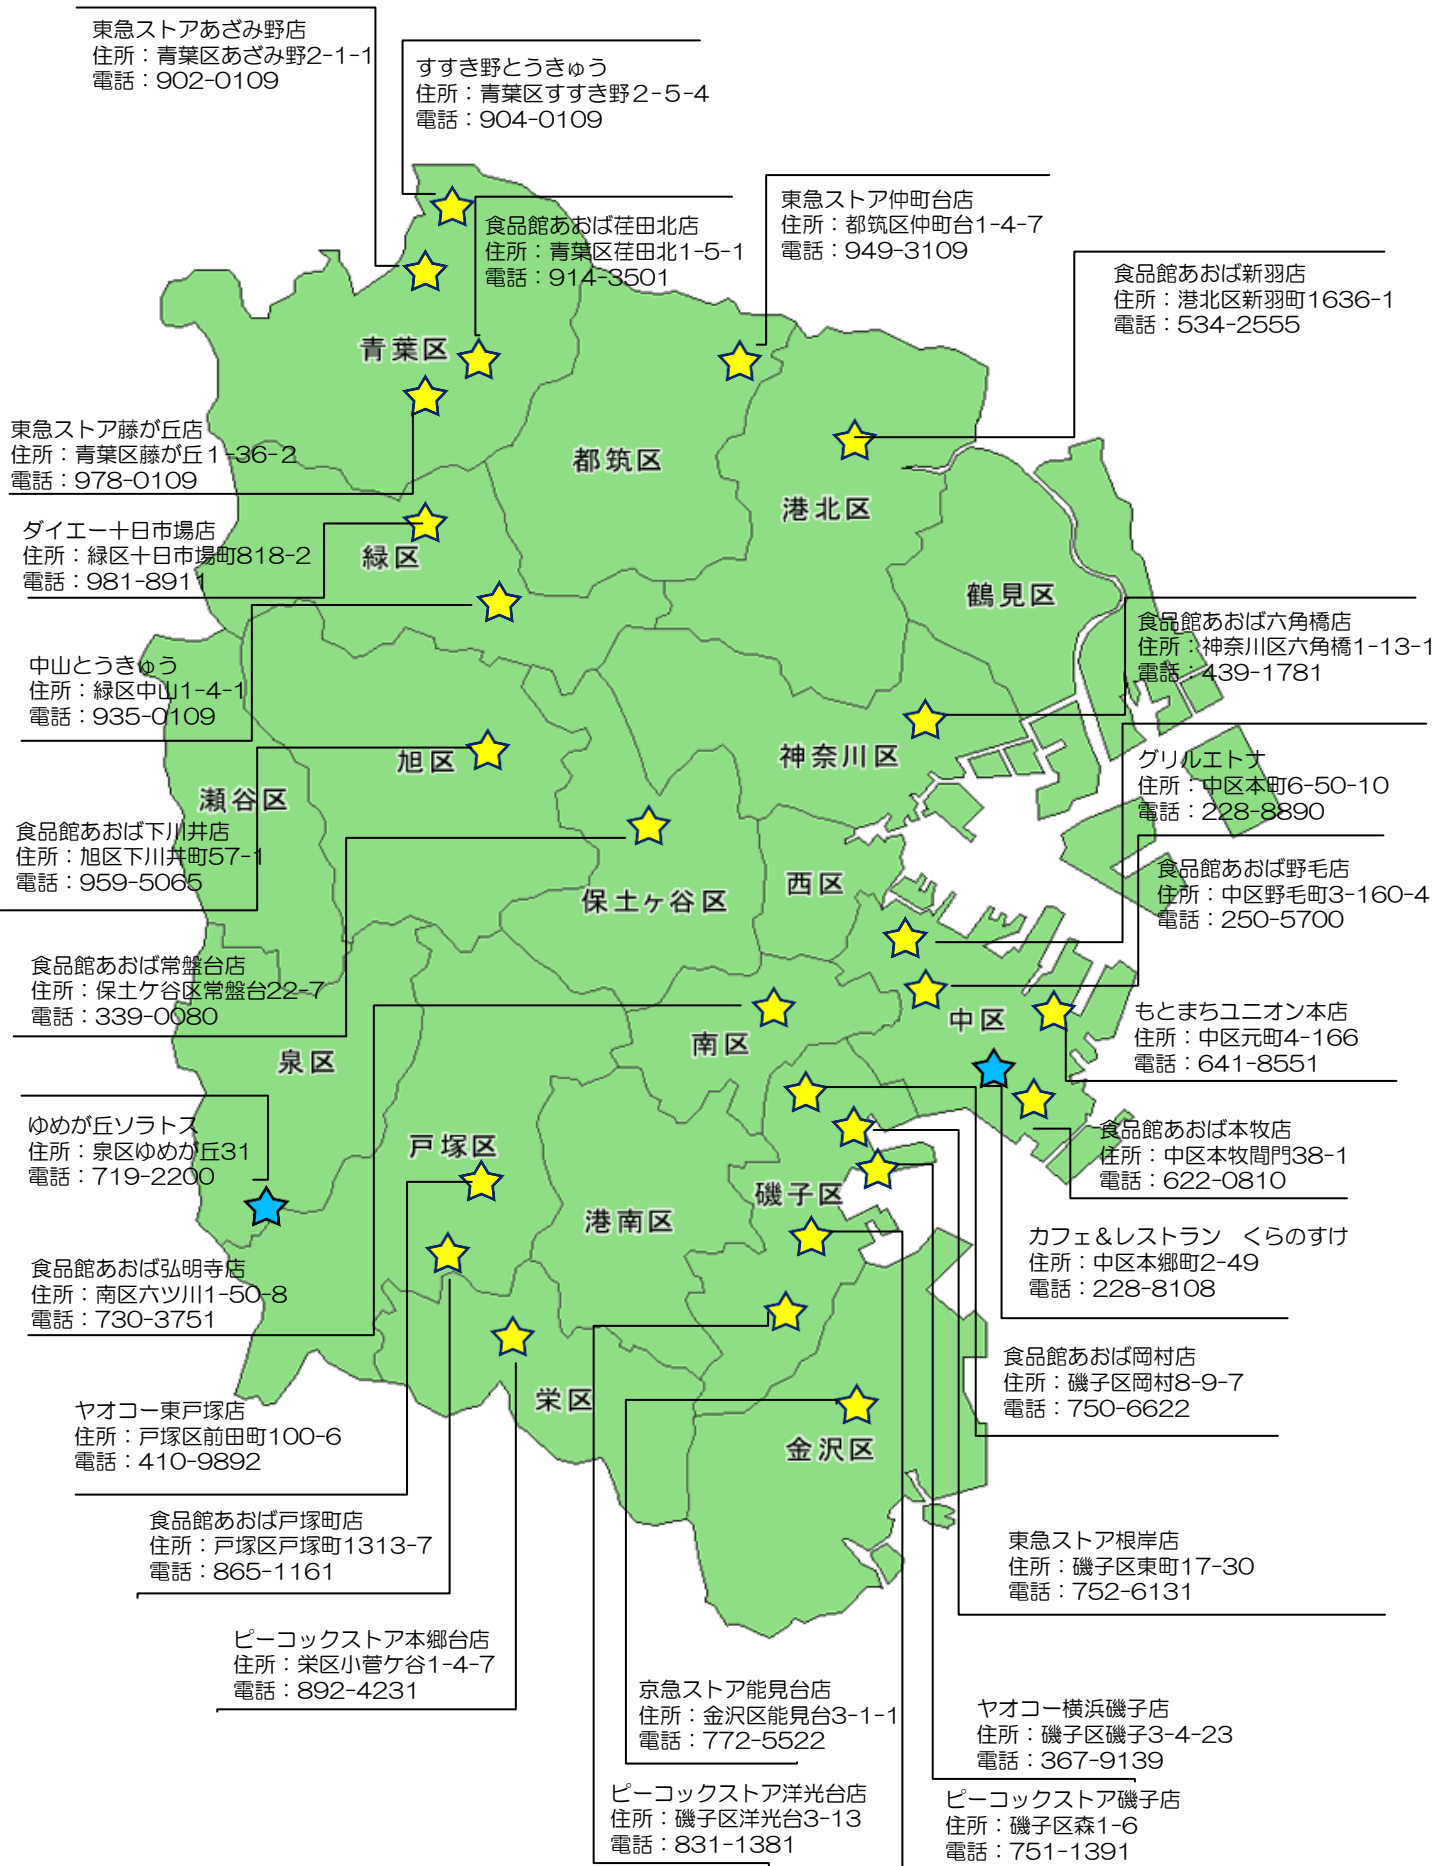 東急ストアあざみ野店
住所：青葉区あざみ野2-1-1
電話：902-0109
すすき野とうきゅう
住所：青葉区すすき野２-５-４
電話：904-0109
食品館あおば荏田北店
住所：青葉区荏田北1-5-1
電話：914-3501
東急ストア仲町台店
住所：都筑区仲町台1-4-7
電話：949-3109
食品館あおば新羽店
住所：港北区新羽町1636-1
電話：534-2555
青葉区
東急ストア藤が丘店
住所：青葉区藤が丘１-36-2
電話：978-0109
都筑区
港北区
ダイエー十日市場店
住所：緑区十日市場町818-2
電話：981-8911
緑区
鶴見区
食品館あおば六角橋店
住所：神奈川区六角橋1-13-1
電話：439-1781
中山とうきゅう
住所：緑区中山1-4-1
電話：935-0109
旭区
神奈川区
グリルエトナ
住所：中区本町6-50-10
電話：228-8890
瀬谷区
食品館あおば下川井店
住所：旭区下川井町57-1
電話：959-5065
保土ヶ谷区
西区
食品館あおば野毛店
住所：中区野毛町3-160-4
電話：250-5700
食品館あおば常盤台店
住所：保土ケ谷区常盤台22-7
電話：339-0080
泉区
南区
中区
もとまちユニオン本店
住所：中区元町4-166
電話：641-8551
ゆめが丘ソラトス
住所：泉区ゆめが丘31
電話：719-2200
戸塚区
港南区
磯子区
食品館あおば本牧店
住所：中区本牧間門38-1
電話：622-0810
カフェ＆レストラン　くらのすけ
住所：中区本郷町2-49
電話：228-8108
食品館あおば弘明寺店
住所：南区六ツ川1-50-8
電話：730-3751
食品館あおば岡村店
住所：磯子区岡村8-9-7
電話：750-6622
栄区
金沢区
ヤオコー東戸塚店
住所：戸塚区前田町100-6
電話：410-9892
食品館あおば戸塚町店
住所：戸塚区戸塚町1313-7
電話：865-1161
東急ストア根岸店
住所：磯子区東町17-30
電話：752-6131
ピーコックストア本郷台店
住所：栄区小菅ケ谷1-4-7
電話：892-4231
京急ストア能見台店
住所：金沢区能見台3-1-1
電話：772-5522
ヤオコー横浜磯子店
住所：磯子区磯子3-4-23
電話：367-9139
ピーコックストア洋光台店
住所：磯子区洋光台3-13
電話：831-1381
ピーコックストア磯子店
住所：磯子区森1-6
電話：751-1391